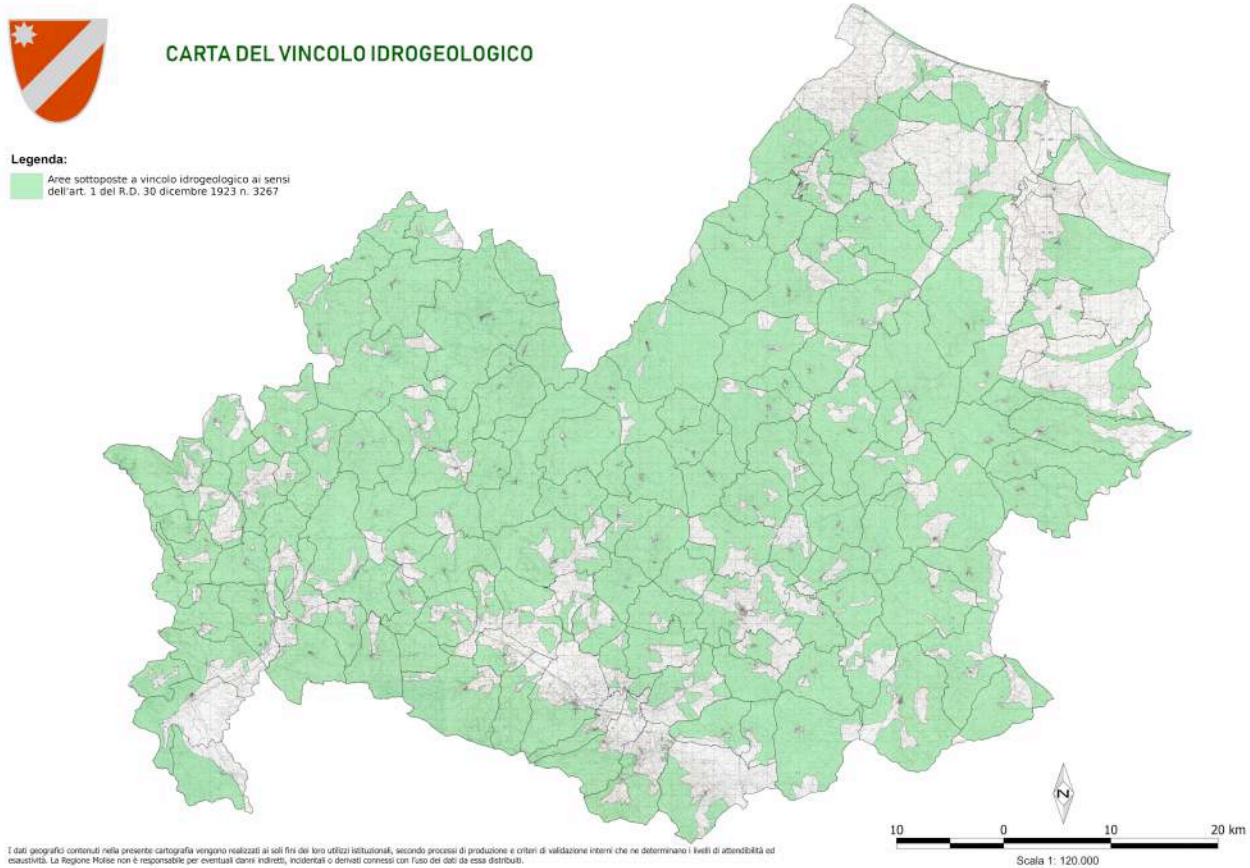 CARTA DEL VINCOLO IDROGEOLOGICO
Legenda:
Aree sottoposte a vincolo idrogeologico ai sensi
dell'art. 1 del R.D. 30 dicembre 1923 n. 3267
N
10 0 10 20 km
Scala 1: 120.000
I dati geografici contenuti nella presente cartografia vengono realizzati ai soli fini dei loro utilizzi istituzionali, secondo processi di produzione e criteri di validazione interni che ne determinano i livelli di attendibilità ed
esaustività. La Regione Molise non è responsabile per eventuali danni indiretti, incidentali o derivati connessi con l'uso dei dati da essa distribuiti.